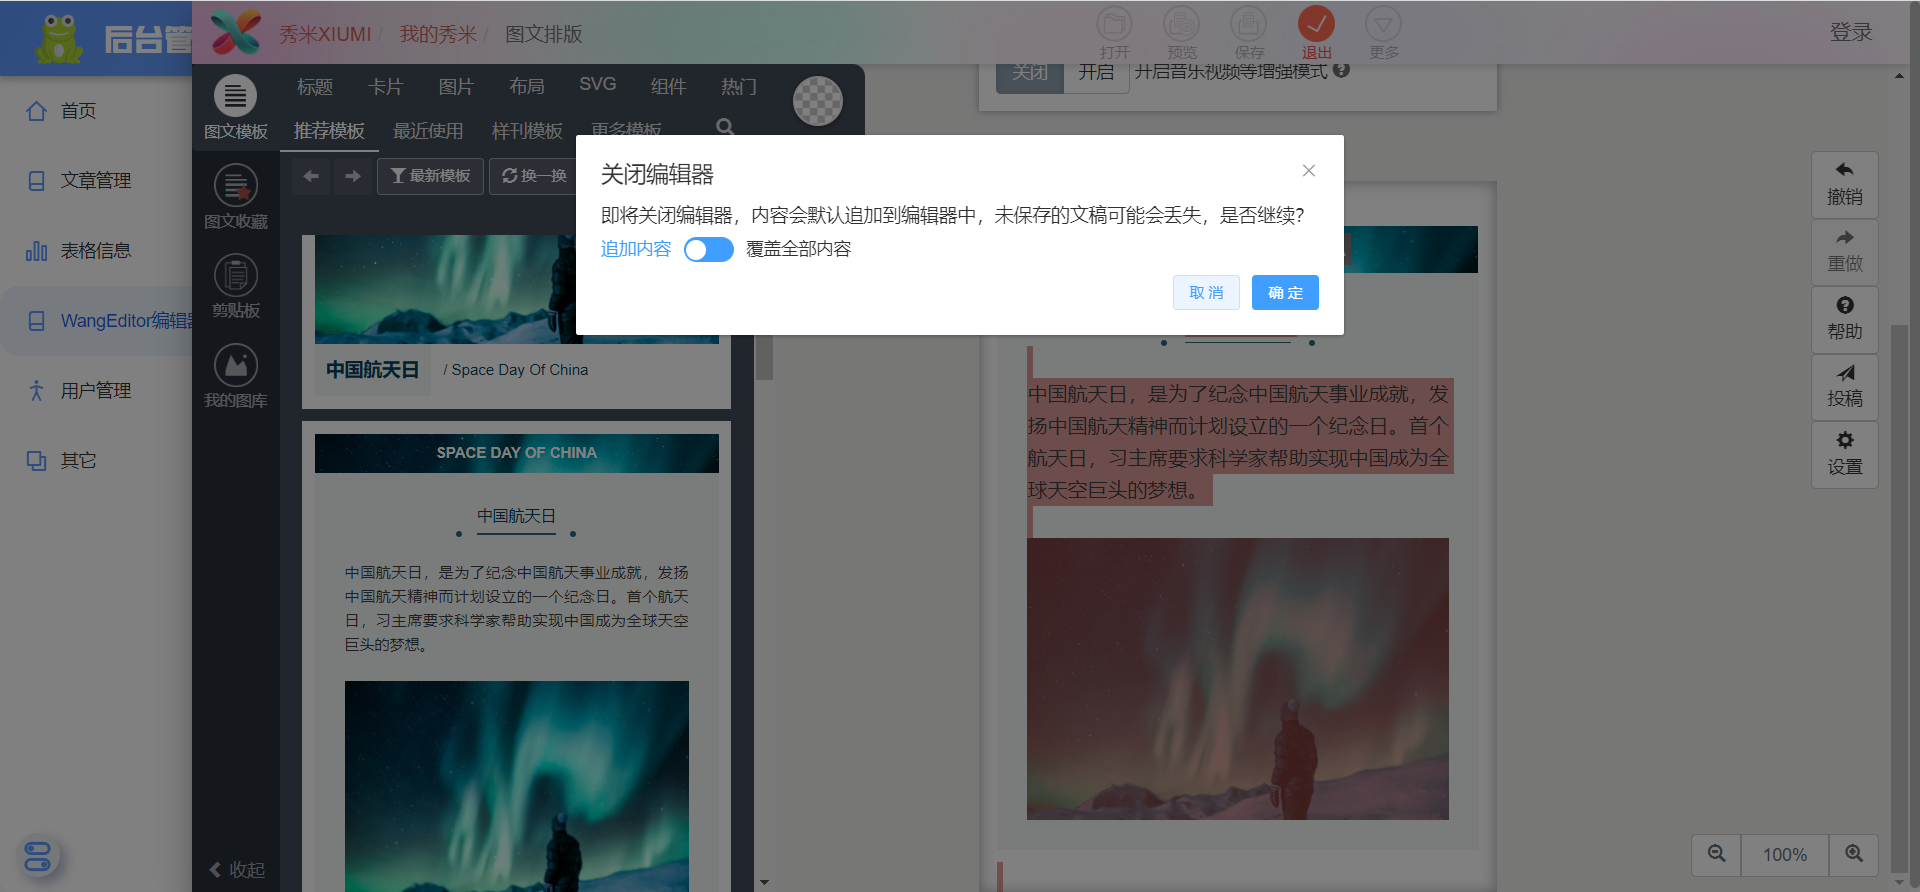 后台管
秀米XIUMI / 我的秀米 / 图文排版
打开
预览
保存
退出
更多
登录
首页
文章管理
表格信息
WangEditor编辑器
用户管理
其它
图文模板
图文收藏
剪贴板
我的图库
收起
标题
卡片
图片
布局
SVG
组件
热门
推荐模板
最近使用
样刊模板
更多模板
最新模板
换一换
关闭
开启
开启音乐视频等增强模式
关闭编辑器
即将关闭编辑器，内容会默认追加到编辑器中，未保存的文稿可能会丢失，是否继续？
追加内容
覆盖全部内容
取 消
确 定
中国航天日
/ Space Day Of China
SPACE DAY OF CHINA
中国航天日
中国航天日，是为了纪念中国航天事业成就，发扬
中国航天精神而计划设立的一个纪念日。首个航天
日，习主席要求科学家帮助实现中国成为全球天空
巨头的梦想。
中国航天日，是为了纪念中国航天事业成就，发
扬中国航天精神而计划设立的一个纪念日。首个
航天日，习主席要求科学家帮助实现中国成为全
球天空巨头的梦想。
撤销
重做
帮助
投稿
设置
100%